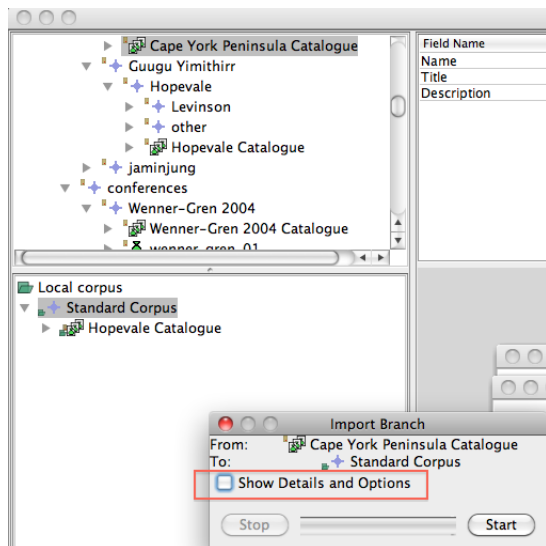 Cape York Peninsula Catalogue
Guugu Yimithirr
Hopevale
Levinson
other
Hopevale Catalogue
jaminjung
conferences
Wenner-Gren 2004
Wenner-Gren 2004 Catalogue
wenner_gren_01
Field Name
Name
Title
Description
Local corpus
Standard Corpus
Hopevale Catalogue
Import Branch
From: Cape York Peninsula Catalogue
To: Standard Corpus
Show Details and Options
Stop Start